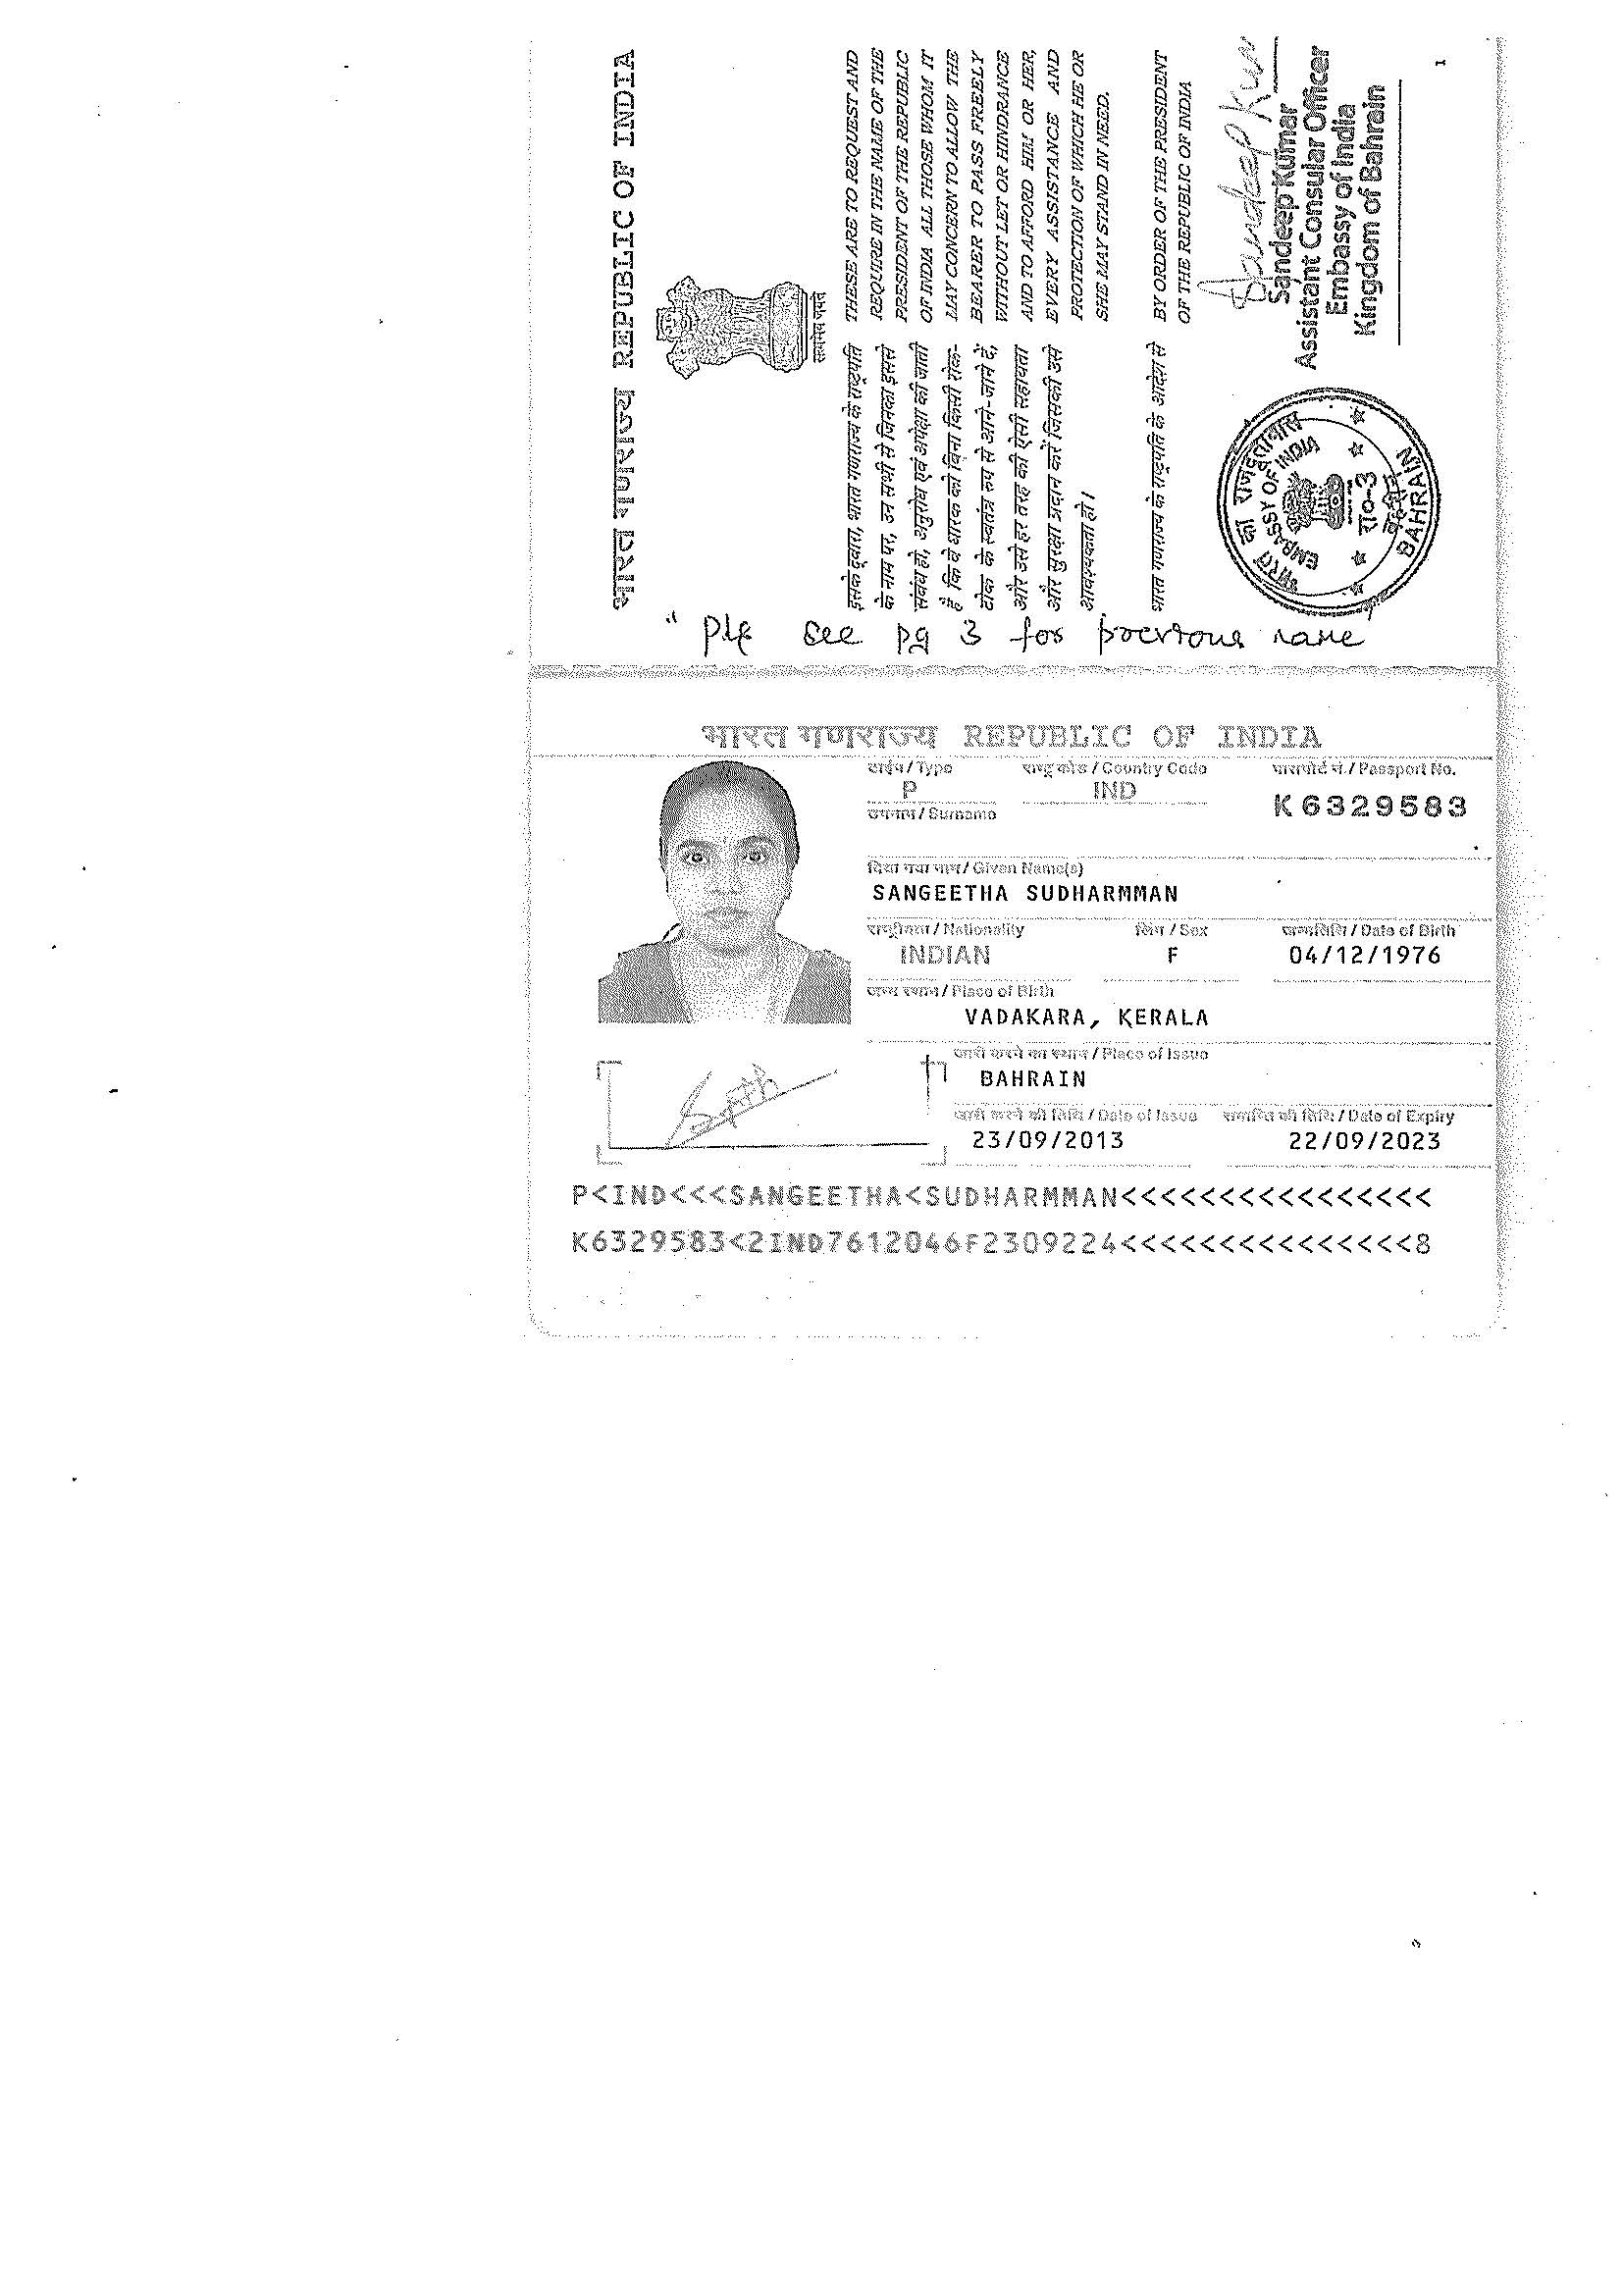 भारत गणराज्य REPUBLIC OF INDIA
सत्यमेव जयते
इसके द्वारा, भारत गणराज्य के राष्ट्रपति
के नाम पर, उन सभी से जिनका इससे
संबंध हो, अनुरोध एवं अपेक्षा की जाती
है कि वे धारक को बिना किसी रोक-
टोक के स्वतंत्र रूप से आने-जाने दें,
और उसे हर तरह की ऐसी सहायता
और सुरक्षा प्रदान करें जिसकी उसे
आवश्यकता हो।
THESE ARE TO REQUEST AND
REQUIRE IN THE NAME OF THE
PRESIDENT OF THE REPUBLIC
OF INDIA ALL THOSE WHOM IT
MAY CONCERN TO ALLOW THE
BEARER TO PASS FREELY
WITHOUT LET OR HINDRANCE
AND TO AFFORD HIM OR HER,
EVERY ASSISTANCE AND
PROTECTION OF WHICH HE OR
SHE MAY STAND IN NEED.
भारत गणराज्य के राष्ट्रपति के आदेश से
BY ORDER OF THE PRESIDENT
OF THE REPUBLIC OF INDIA
भारत का राजदूतावास
EMBASSY OF INDIA
रा०-3
बहरीन
BAHRAIN
Sandeep Kum
Sandeep Kumar
Assistant Consular Officer
Embassy of India
Kingdom of Bahrain
1
" Pls see pg 3 for previous name
भारत गणराज्य REPUBLIC OF INDIA
टाईप / Type राष्ट्र कोड / Country Code पासपोर्ट नं. / Passport No.
P IND K6329583
उपनाम / Surname
दिया गया नाम / Given Name(s)
SANGEETHA SUDHARMMAN
राष्ट्रीयता / Nationality लिंग / Sex जन्मतिथि / Date of Birth
INDIAN F 04/12/1976
जन्म स्थान / Place of Birth
VADAKARA, KERALA
जारी करने का स्थान / Place of Issue
BAHRAIN
जारी करने की तिथि / Date of Issue समाप्ति की तिथि / Date of Expiry
23/09/2013 22/09/2023
P<IND<<<SANGEETHA<SUDHARMMAN<<<<<<<<<<<<<<<<
K6329583<2IND7612046F2309224<<<<<<<<<<<<<<<8